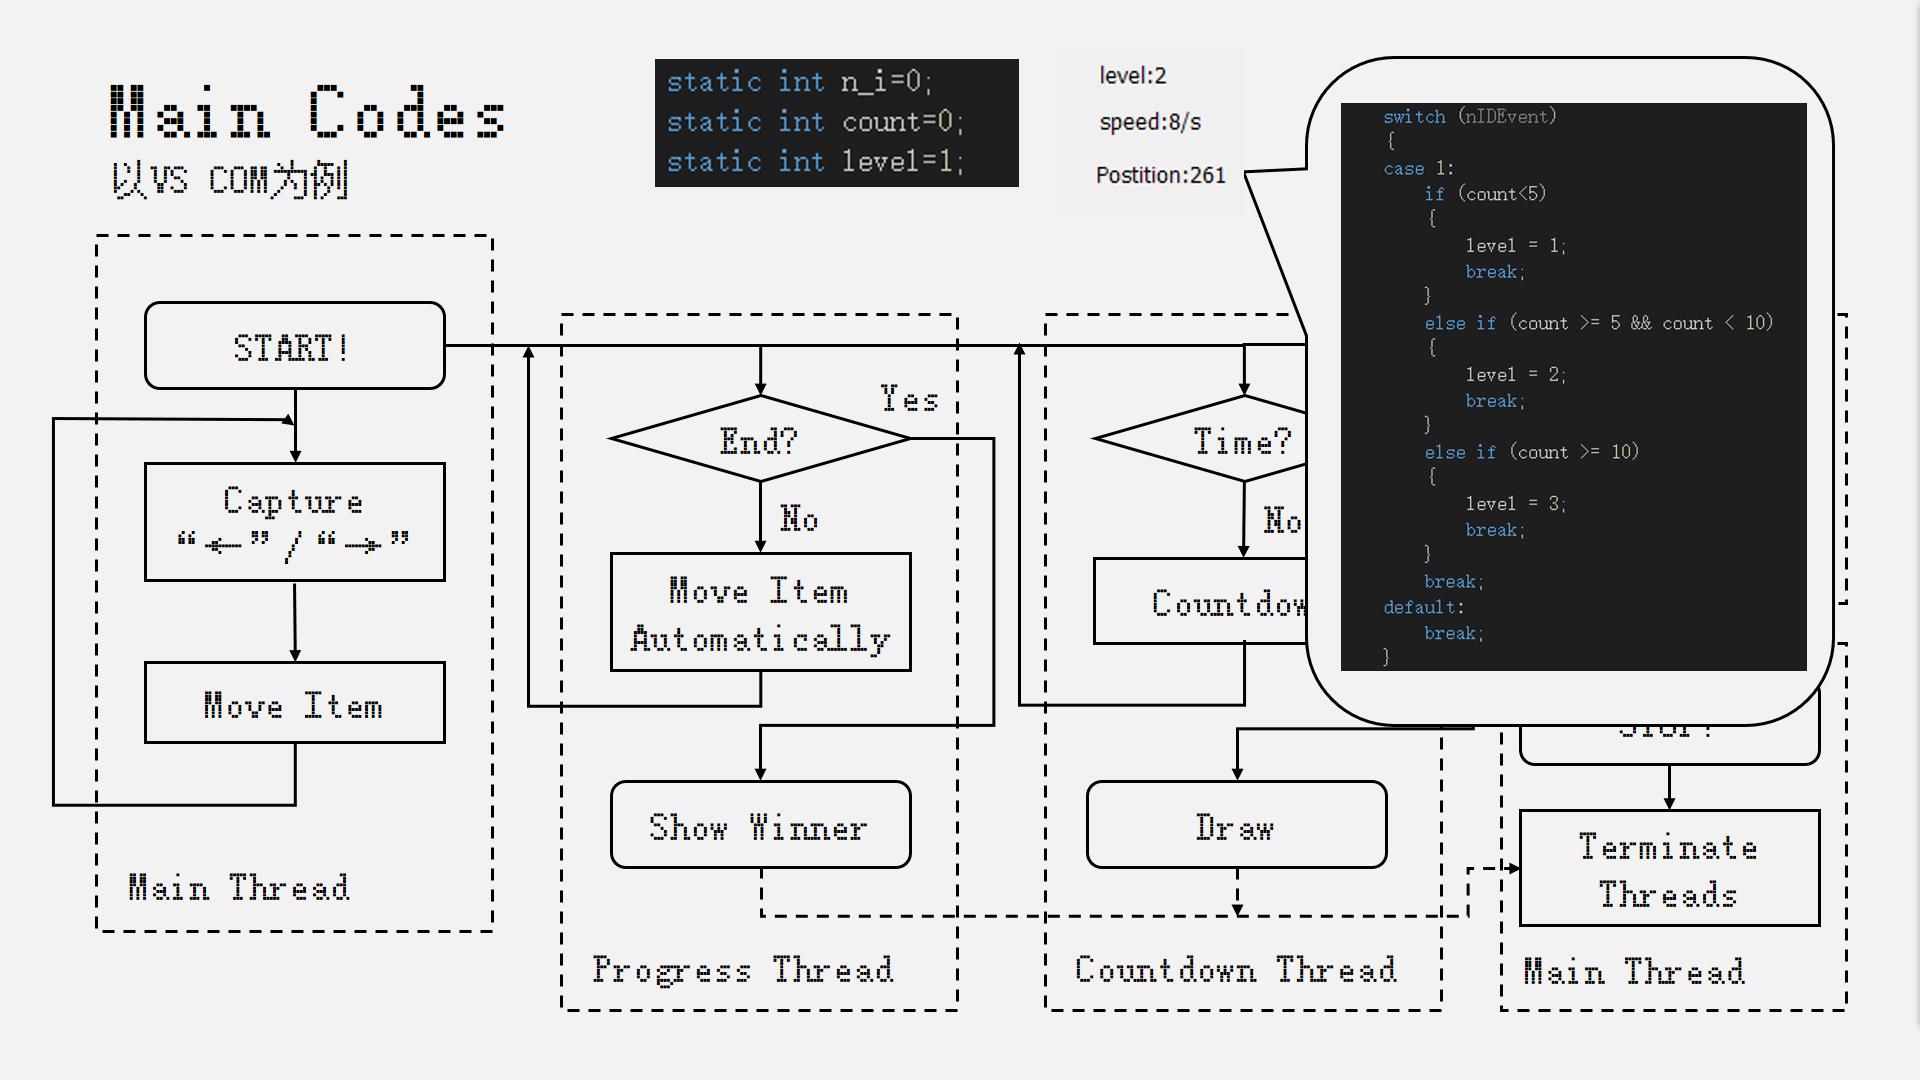 Main Codes
以VS COM为例
static int n_i=0;
static int count=0;
static int level=1;
level:2
speed:8/s
Postition:261
switch (nIDEvent)
{
case 1:
if (count<5)
{
level = 1;
break;
}
else if (count >= 5 && count < 10)
{
level = 2;
break;
}
else if (count >= 10)
{
level = 3;
break;
}
break;
default:
break;
}
START!
Capture
“←”/“→”
Move Item
Main Thread
End?
Yes
No
Move Item
Automatically
Show Winner
Progress Thread
Time?
No
Draw
Countdown Thread
Terminate
Threads
Main Thread